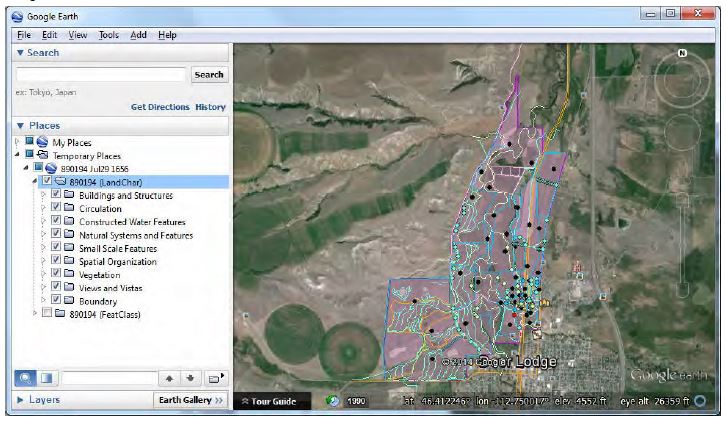 Google Earth
File Edit View Tools Add Help
Search
Search
ex: Tokyo, Japan
Get Directions History
Places
My Places
Temporary Places
890194 Jul29 1656
890194 (LandChar)
Buildings and Structures
Circulation
Constructed Water Features
Natural Systems and Features
Small Scale Features
Spatial Organization
Vegetation
Views and Vistas
Boundary
890194 (FeatClass)
Layers
Earth Gallery >>
N
© 2014 Google
Deer Lodge
Google earth
Tour Guide
1990
lat 46.412246° lon -112.750017° elev 4552 ft eye alt 26359 ft